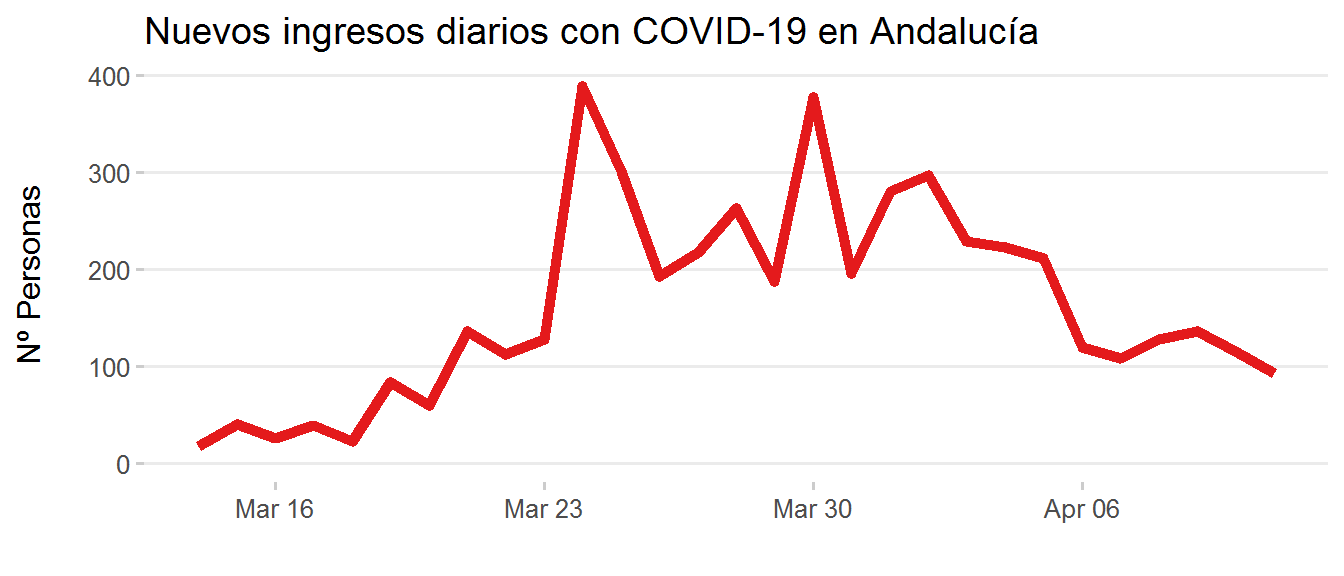 Nuevos ingresos diarios con COVID-19 en Andalucía
Nº Personas
400
300
200
100
0
Mar 16
Mar 23
Mar 30
Apr 06